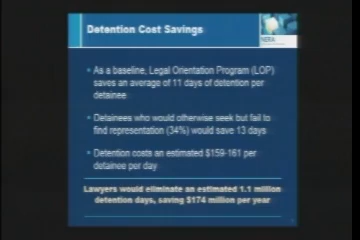 Detention Cost Savings
NERA
• As a baseline, Legal Orientation Program (LOP)
saves an average of 11 days of detention per
detainee
• Detainees who would otherwise seek but fail to
find representation (34%) would save 13 days
• Detention costs an estimated $159-161 per
detainee per day
Lawyers would eliminate an estimated 1.1 million
detention days, saving $174 million per year